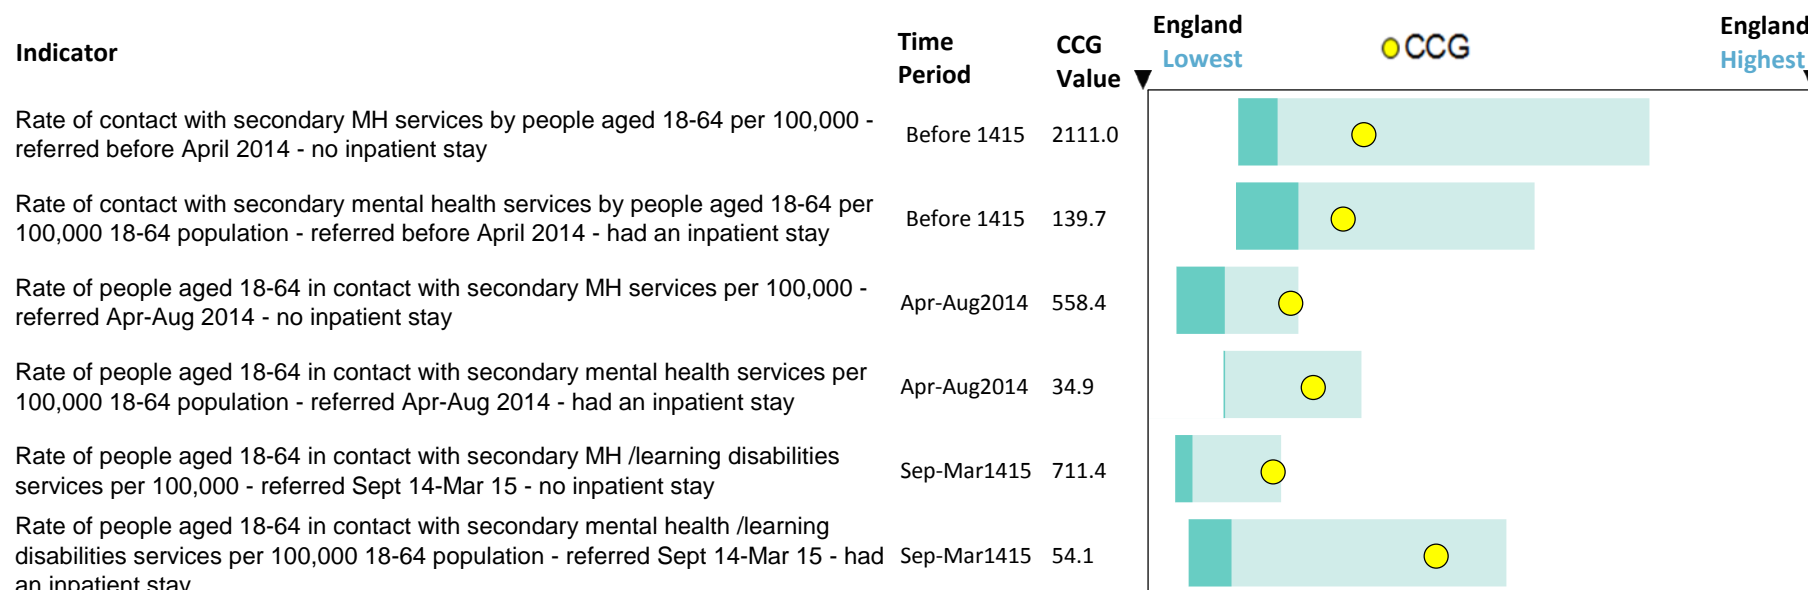 Indicator
Time Period
CCG Value
England Lowest
CCG
England Highest
Rate of contact with secondary MH services by people aged 18-64 per 100,000 -
referred before April 2014 - no inpatient stay
Before 1415
2111.0
Rate of contact with secondary mental health services by people aged 18-64 per
100,000 18-64 population - referred before April 2014 - had an inpatient stay
Before 1415
139.7
Rate of people aged 18-64 in contact with secondary MH services per 100,000 -
referred Apr-Aug 2014 - no inpatient stay
Apr-Aug2014
558.4
Rate of people aged 18-64 in contact with secondary mental health services per
100,000 18-64 population - referred Apr-Aug 2014 - had an inpatient stay
Apr-Aug2014
34.9
Rate of people aged 18-64 in contact with secondary MH /learning disabilities
services per 100,000 - referred Sept 14-Mar 15 - no inpatient stay
Sep-Mar1415
711.4
Rate of people aged 18-64 in contact with secondary mental health /learning
disabilities services per 100,000 18-64 population - referred Sept 14-Mar 15 - had
an inpatient stay
Sep-Mar1415
54.1